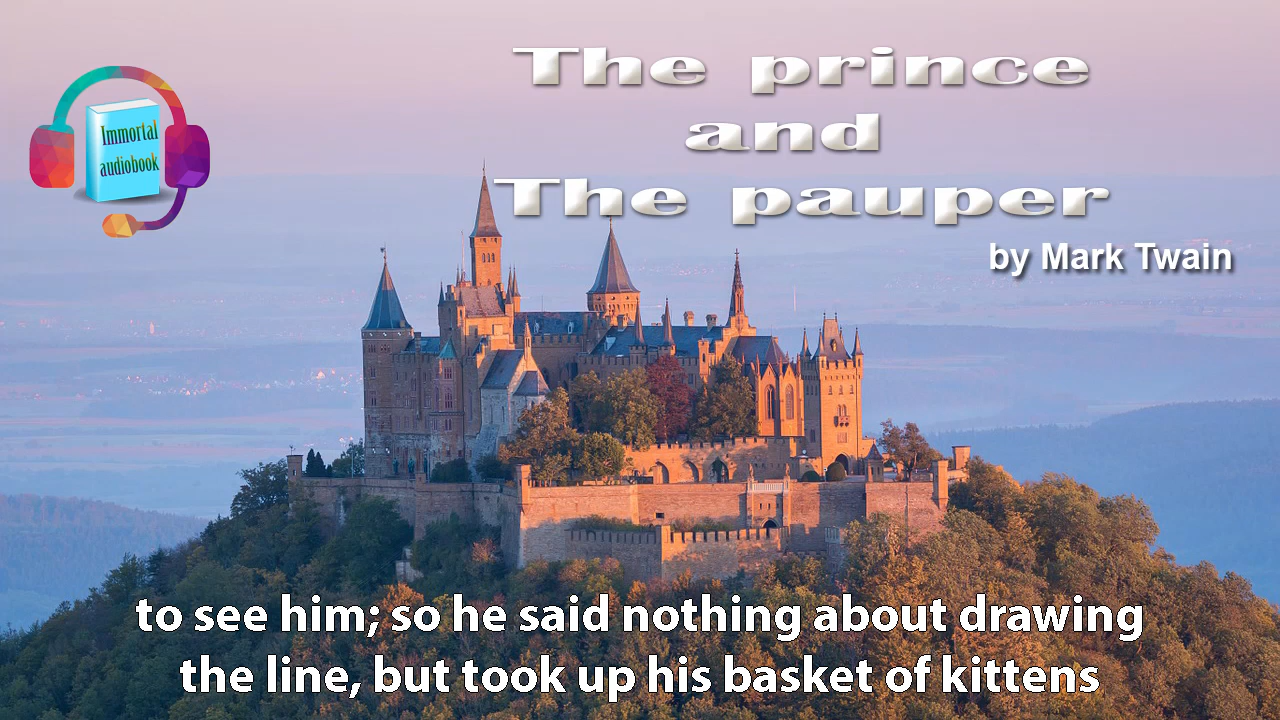 Immortal
audiobook
The prince
and
The pauper
by Mark Twain
to see him; so he said nothing about drawing
the line, but took up his basket of kittens